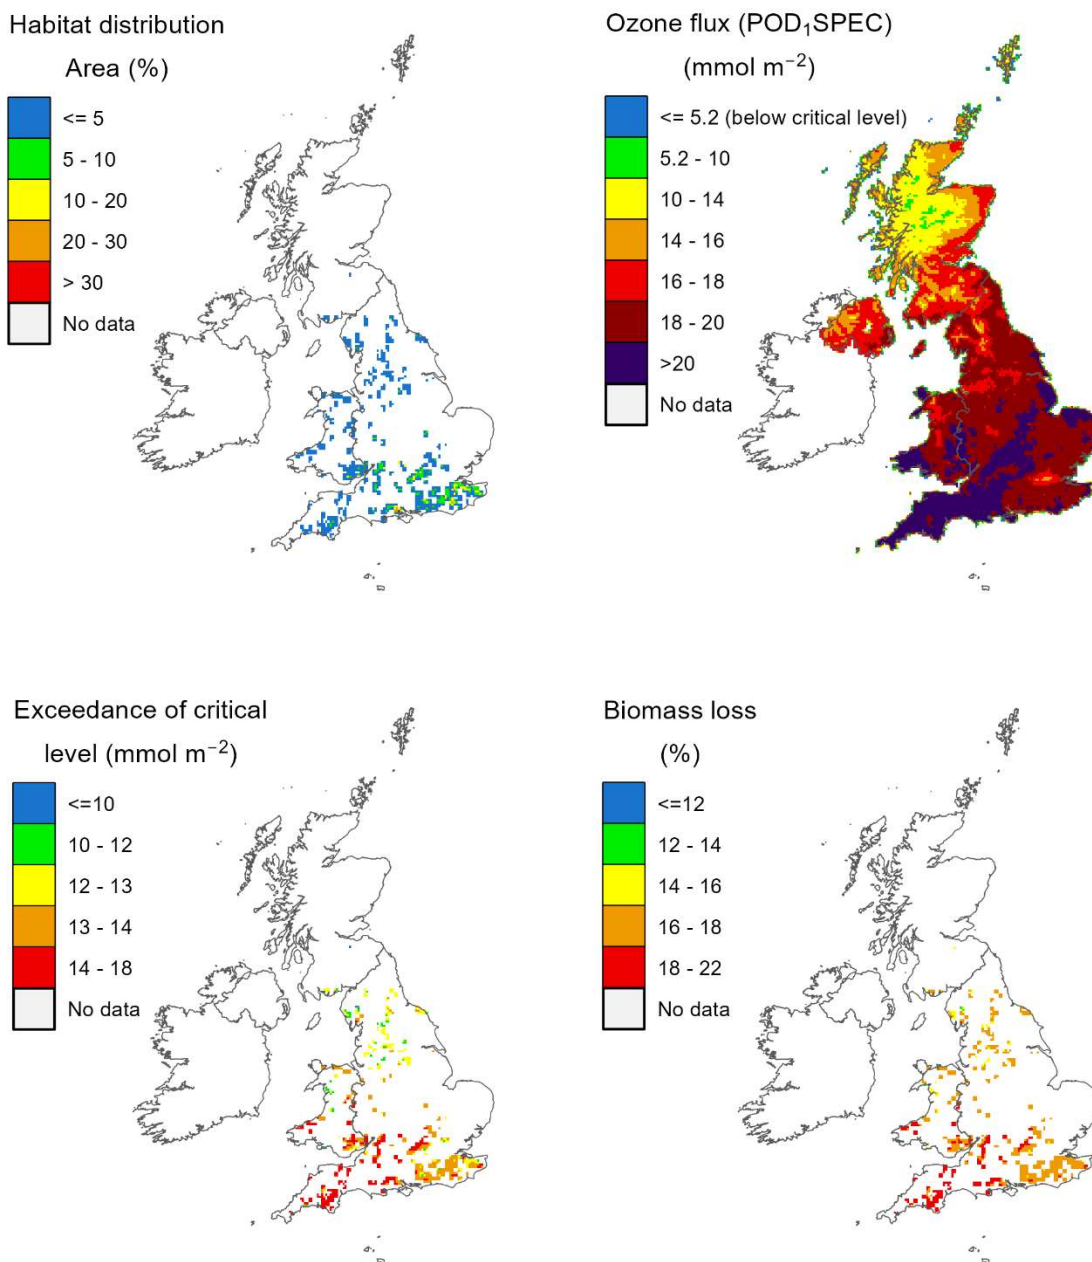 Habitat distribution
Area (%)
<= 5
5 - 10
10 - 20
20 - 30
> 30
No data
Ozone flux (POD₁SPEC)
(mmol m⁻²)
<= 5.2 (below critical level)
5.2 - 10
10 - 14
14 - 16
16 - 18
18 - 20
>20
No data
Exceedance of critical
level (mmol m⁻²)
<=10
10 - 12
12 - 13
13 - 14
14 - 18
No data
Biomass loss
(%)
<=12
12 - 14
14 - 16
16 - 18
18 - 22
No data